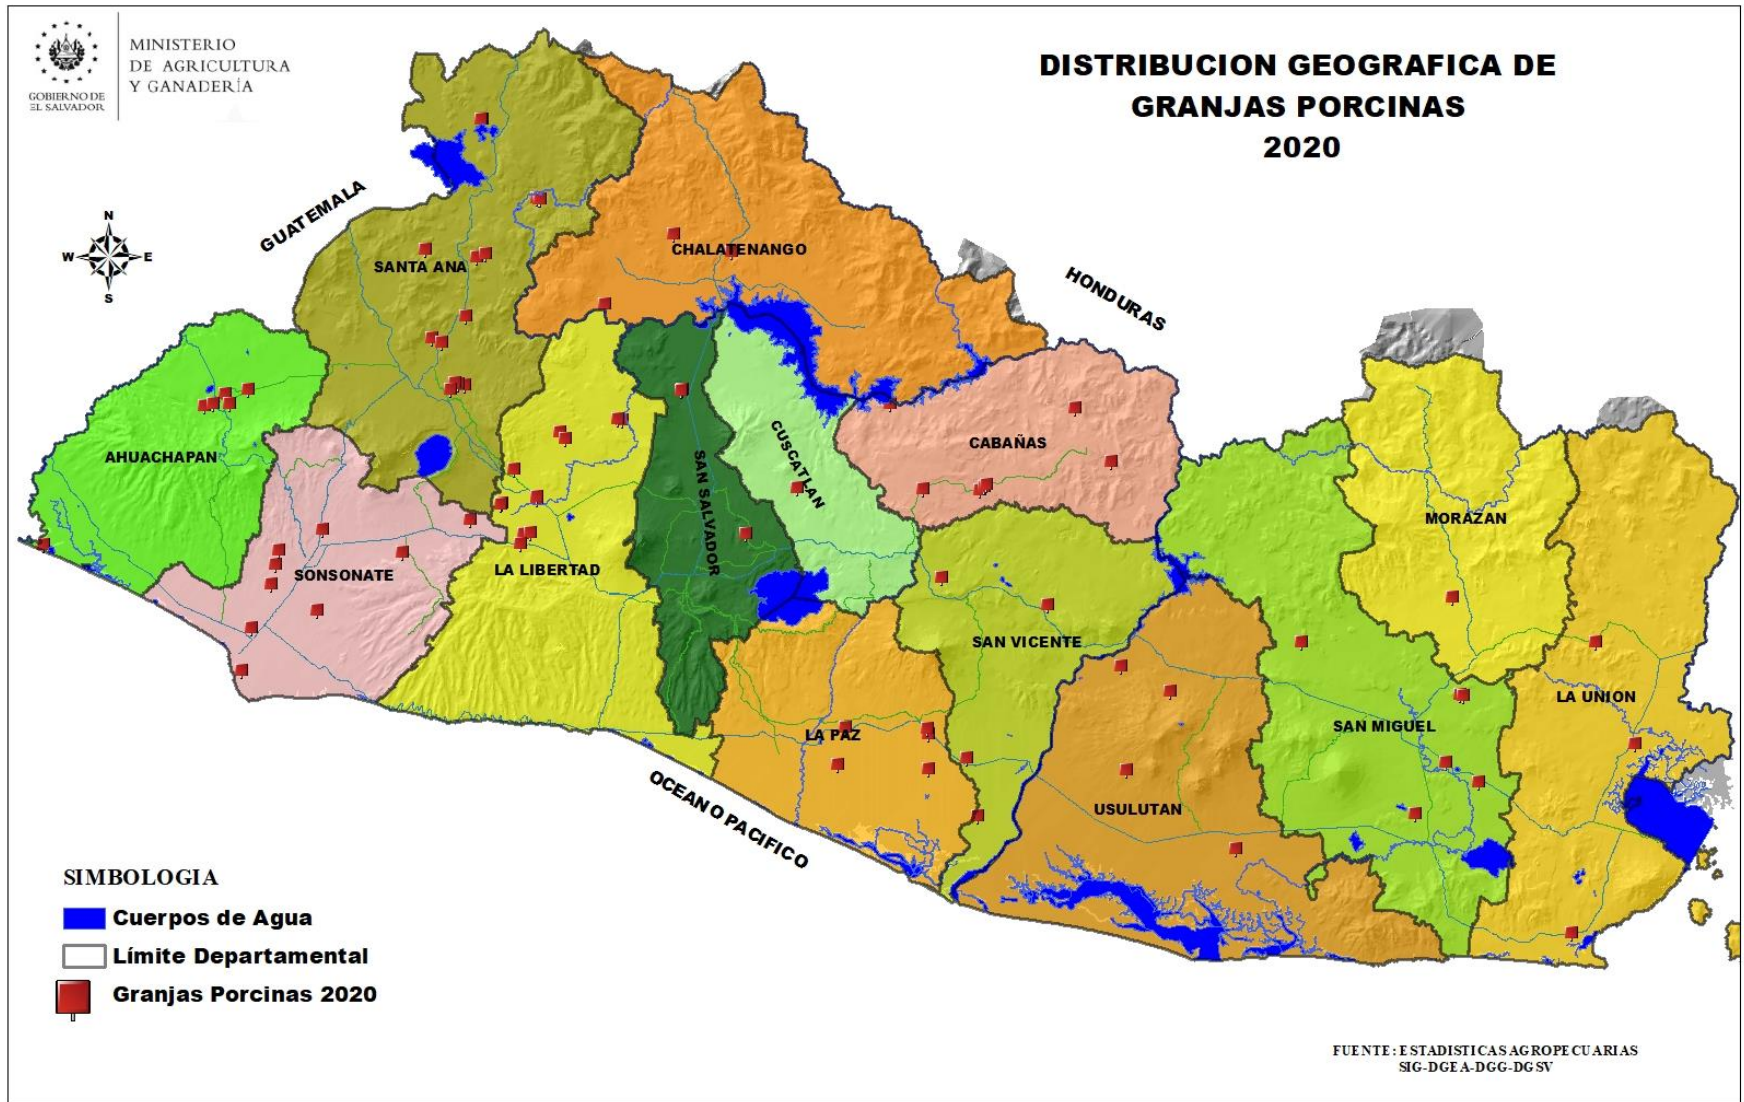 MINISTERIO
DE AGRICULTURA
Y GANADERÍA
GOBIERNO DE
EL SALVADOR
DISTRIBUCION GEOGRAFICA DE
GRANJAS PORCINAS
2020
GUATEMALA
N
W
E
S
SANTA ANA
CHALATENANGO
HONDURAS
AHUACHAPAN
CUSCATLAN
CABAÑAS
SAN SALVADOR
MORAZAN
SONSONATE
LA LIBERTAD
SAN VICENTE
LA UNION
SAN MIGUEL
LA PAZ
USULUTAN
OCEANO PACIFICO
SIMBOLOGIA
Cuerpos de Agua
Límite Departamental
Granjas Porcinas 2020
FUENTE: ESTADISTICAS AGROPECUARIAS
SIG-DGEA-DGG-DGSV